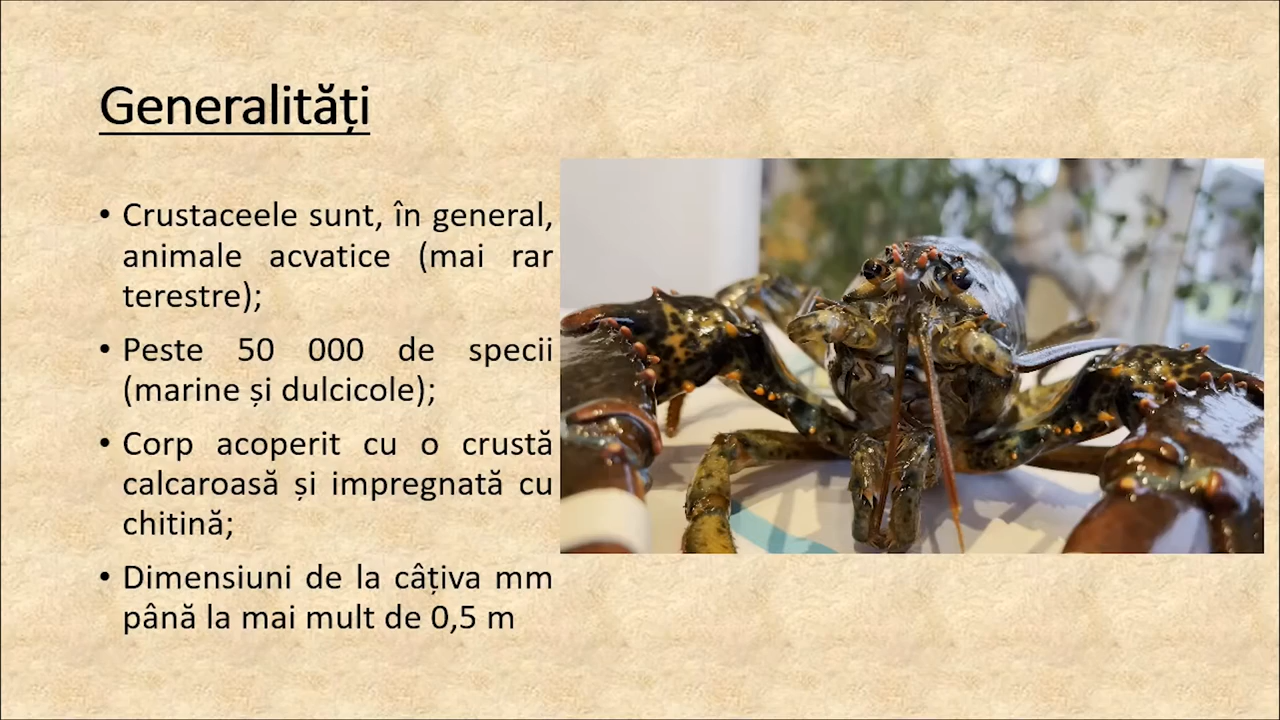 Generalități
• Crustaceele sunt, în general,
animale acvatice (mai rar
terestre);
• Peste 50 000 de specii
(marine și dulcicole);
• Corp acoperit cu o crustă
calcaroasă și impregnată cu
chitină;
• Dimensiuni de la câțiva mm
până la mai mult de 0,5 m